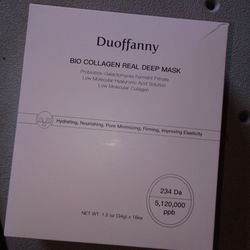 Duoffanny
BIO COLLAGEN REAL DEEP MASK
Probiotics· Galactomyces Ferment Filtrate
Low Molecular Hyaluronic Acid Solution
Low Molecular Collagen
Hydrating, Nourishing, Pore Minimizing, Firming, Improving Elasticity
234 Da
5,120,000
ppb
NET WT. 1.2 oz (34g) x 16ea